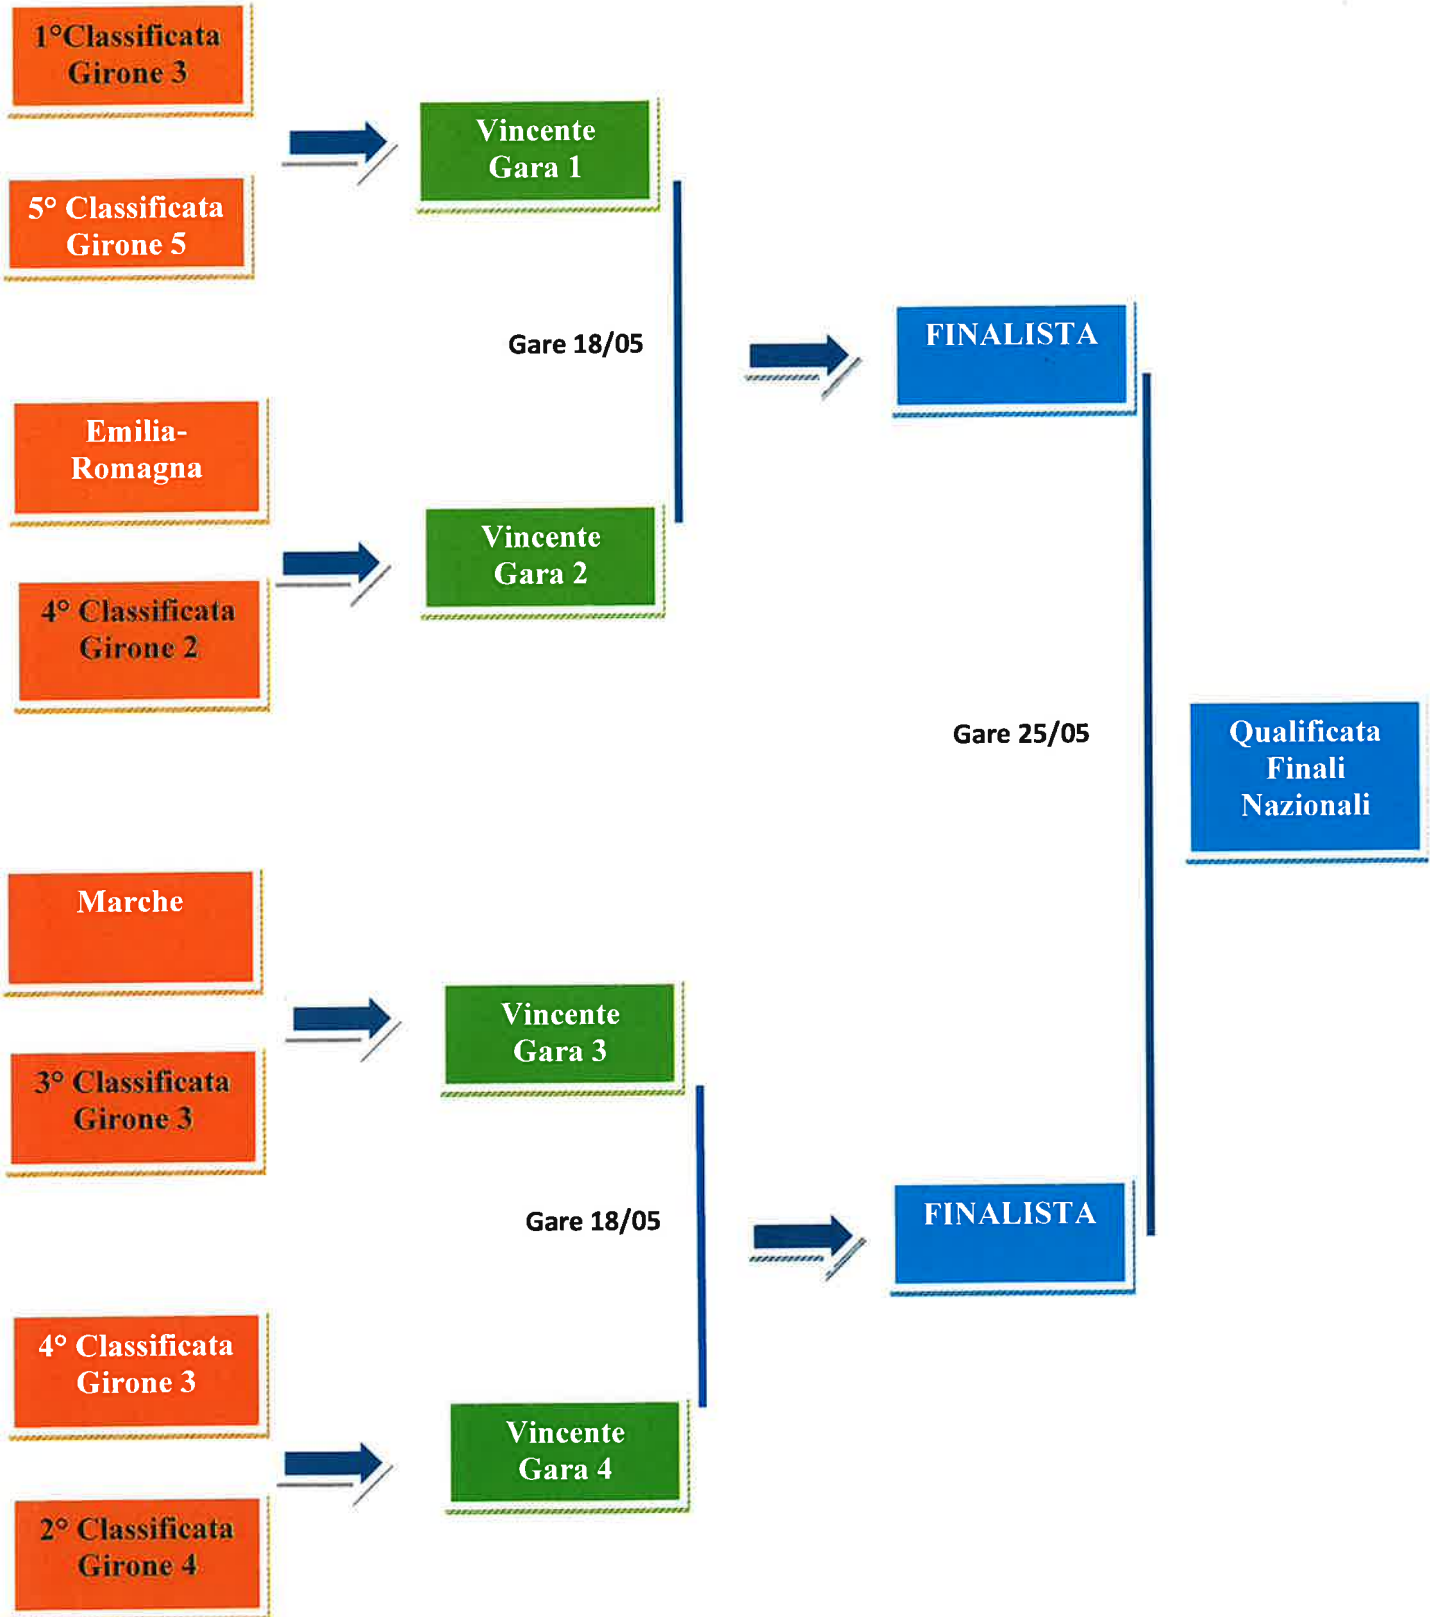 1°Classificata
Girone 3
5° Classificata
Girone 5
Vincente
Gara 1
Gare 18/05
Emilia-
Romagna
4° Classificata
Girone 2
Vincente
Gara 2
FINALISTA
Gare 25/05
Qualificata
Finali
Nazionali
Marche
3° Classificata
Girone 3
Vincente
Gara 3
Gare 18/05
4° Classificata
Girone 3
2° Classificata
Girone 4
Vincente
Gara 4
FINALISTA